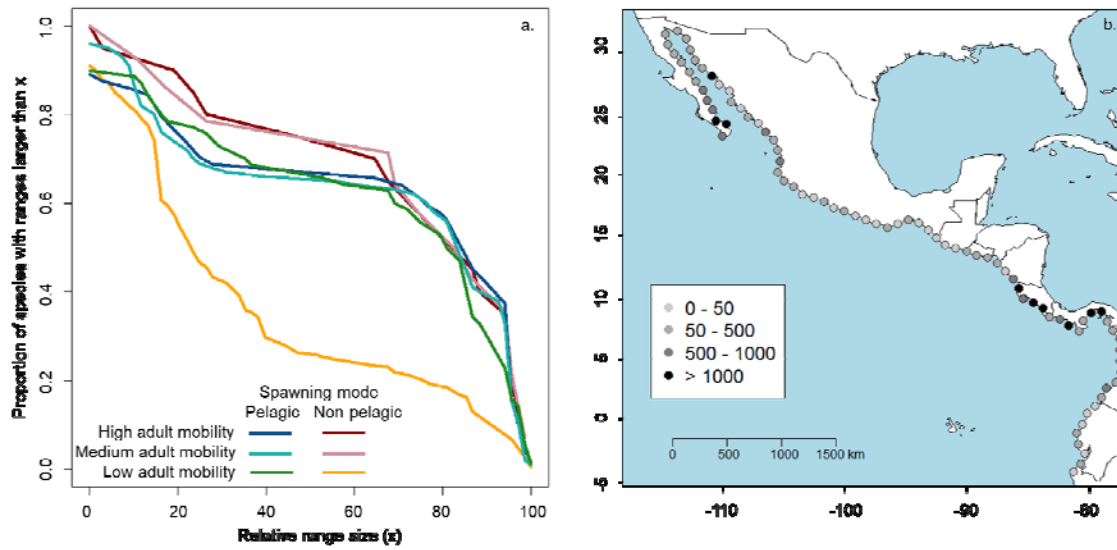 a.
Proportion of species with ranges larger than x
1.0
0.8
0.6
0.4
0.2
0.0
Spawning mode
Pelagic Non pelagic
High adult mobility
Medium adult mobility
Low adult mobility
0 20 40 60 80 100
Relative range size (x)
b.
30
25
20
15
10
5
0
-5
0 - 50
50 - 500
500 - 1000
> 1000
0 500 1000 1500 km
-110 -100 -90 -80